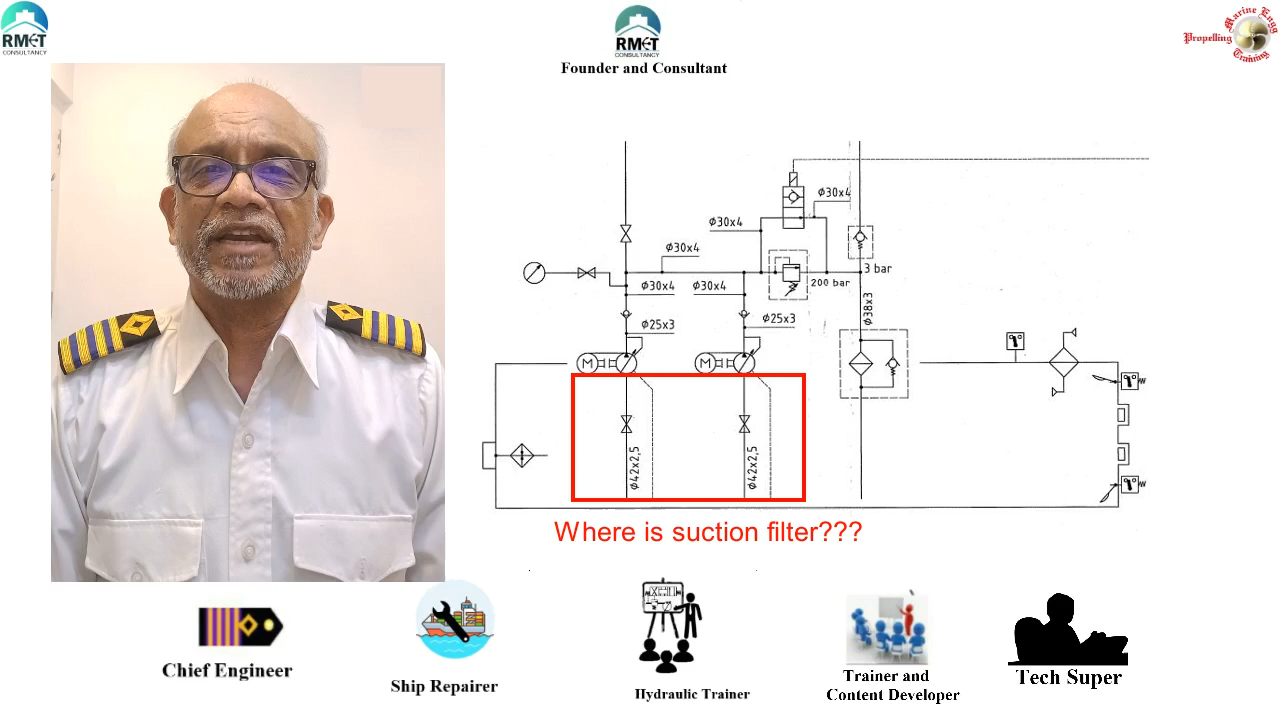 RMET
CONSULTANCY
RMET
CONSULTANCY
Founder and Consultant
Marine Engg
Propelling
Training
Φ30x4
Φ30x4
Φ30x4
3 bar
200 bar
Φ30x4
Φ30x4
Φ38x3
Φ25x3
Φ25x3
M
M
Φ42x2,5
Φ42x2,5
Where is suction filter???
Chief Engineer
Ship Repairer
Hydraulic Trainer
Trainer and
Content Developer
Tech Super